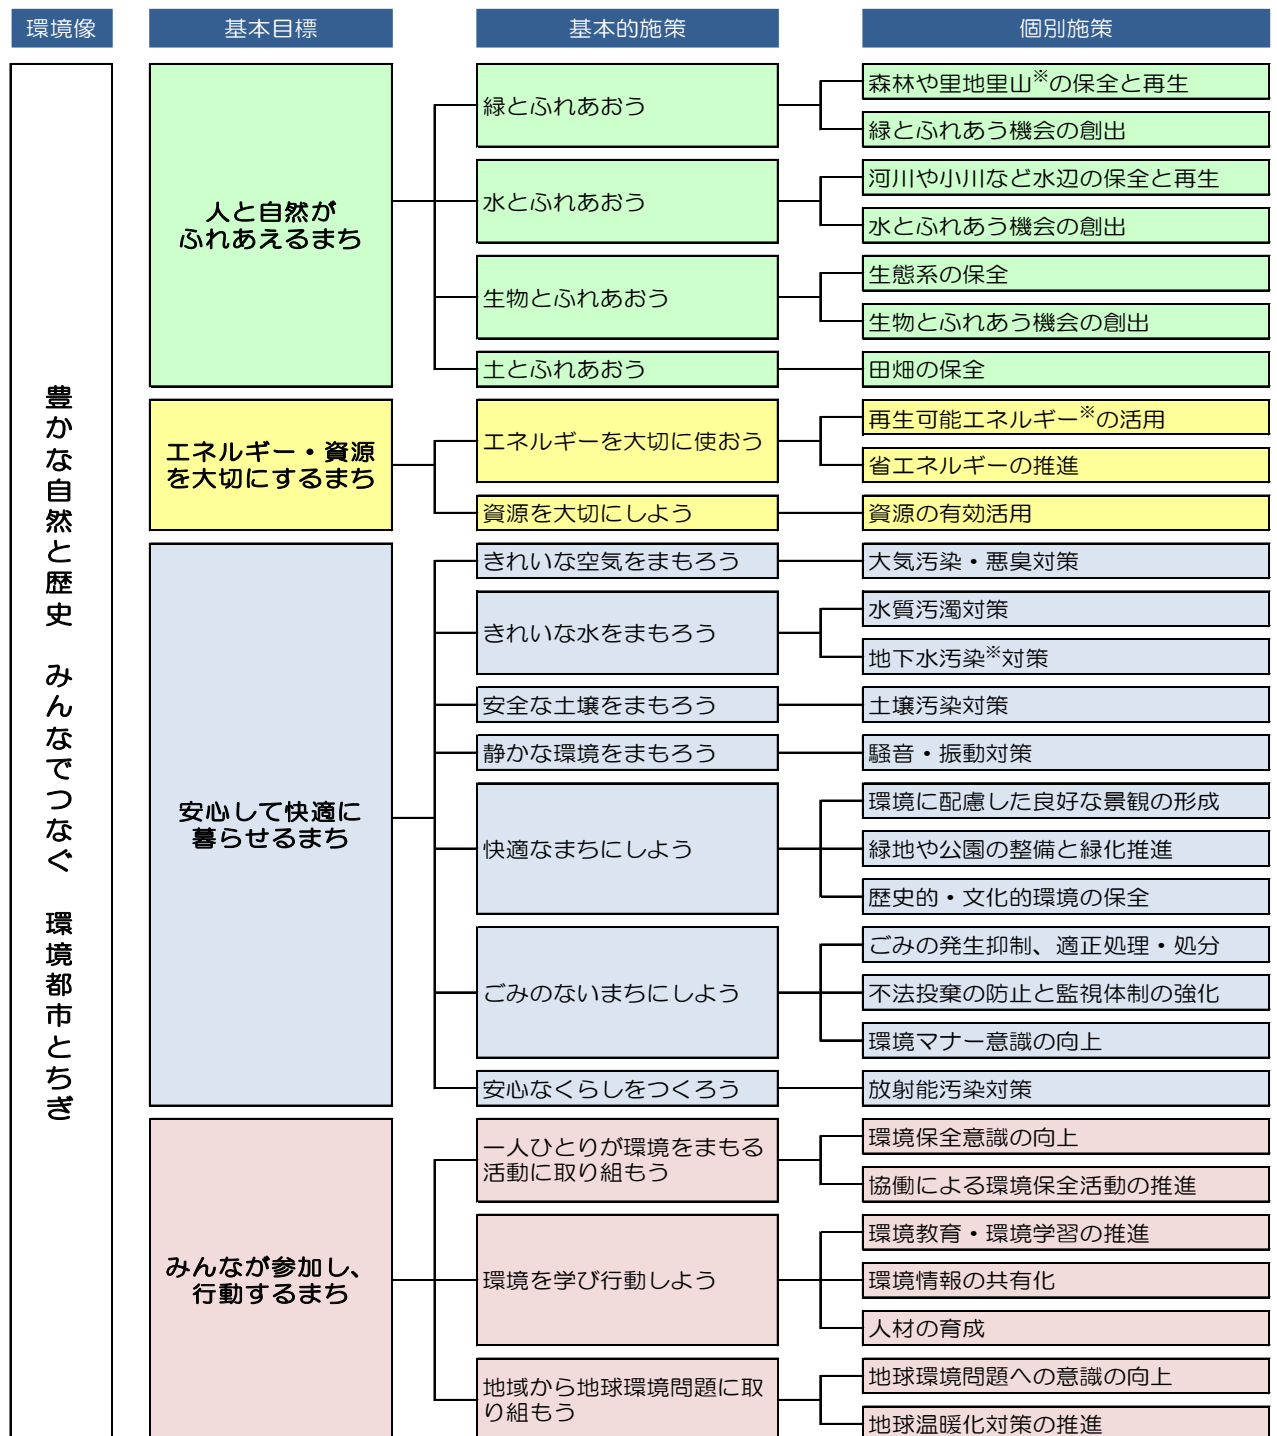 環境像
基本目標
基本的施策
個別施策
豊かな自然と歴史　みんなでつなぐ　環境都市とちぎ
人と自然が
ふれあえるまち
緑とふれあおう
森林や里地里山※の保全と再生
緑とふれあう機会の創出
水とふれあおう
河川や小川など水辺の保全と再生
水とふれあう機会の創出
生物とふれあおう
生態系の保全
生物とふれあう機会の創出
土とふれあおう
田畑の保全
エネルギー・資源
を大切にするまち
エネルギーを大切に使おう
再生可能エネルギー※の活用
省エネルギーの推進
資源を大切にしよう
資源の有効活用
安心して快適に
暮らせるまち
きれいな空気をまもろう
大気汚染・悪臭対策
きれいな水をまもろう
水質汚濁対策
地下水汚染※対策
安全な土壌をまもろう
土壌汚染対策
静かな環境をまもろう
騒音・振動対策
快適なまちにしよう
環境に配慮した良好な景観の形成
緑地や公園の整備と緑化推進
歴史的・文化的環境の保全
ごみのないまちにしよう
ごみの発生抑制、適正処理・処分
不法投棄の防止と監視体制の強化
環境マナー意識の向上
安心なくらしをつくろう
放射能汚染対策
みんなが参加し、
行動するまち
一人ひとりが環境をまもる
活動に取り組もう
環境保全意識の向上
協働による環境保全活動の推進
環境を学び行動しよう
環境教育・環境学習の推進
環境情報の共有化
人材の育成
地域から地球環境問題に取
り組もう
地球環境問題への意識の向上
地球温暖化対策の推進